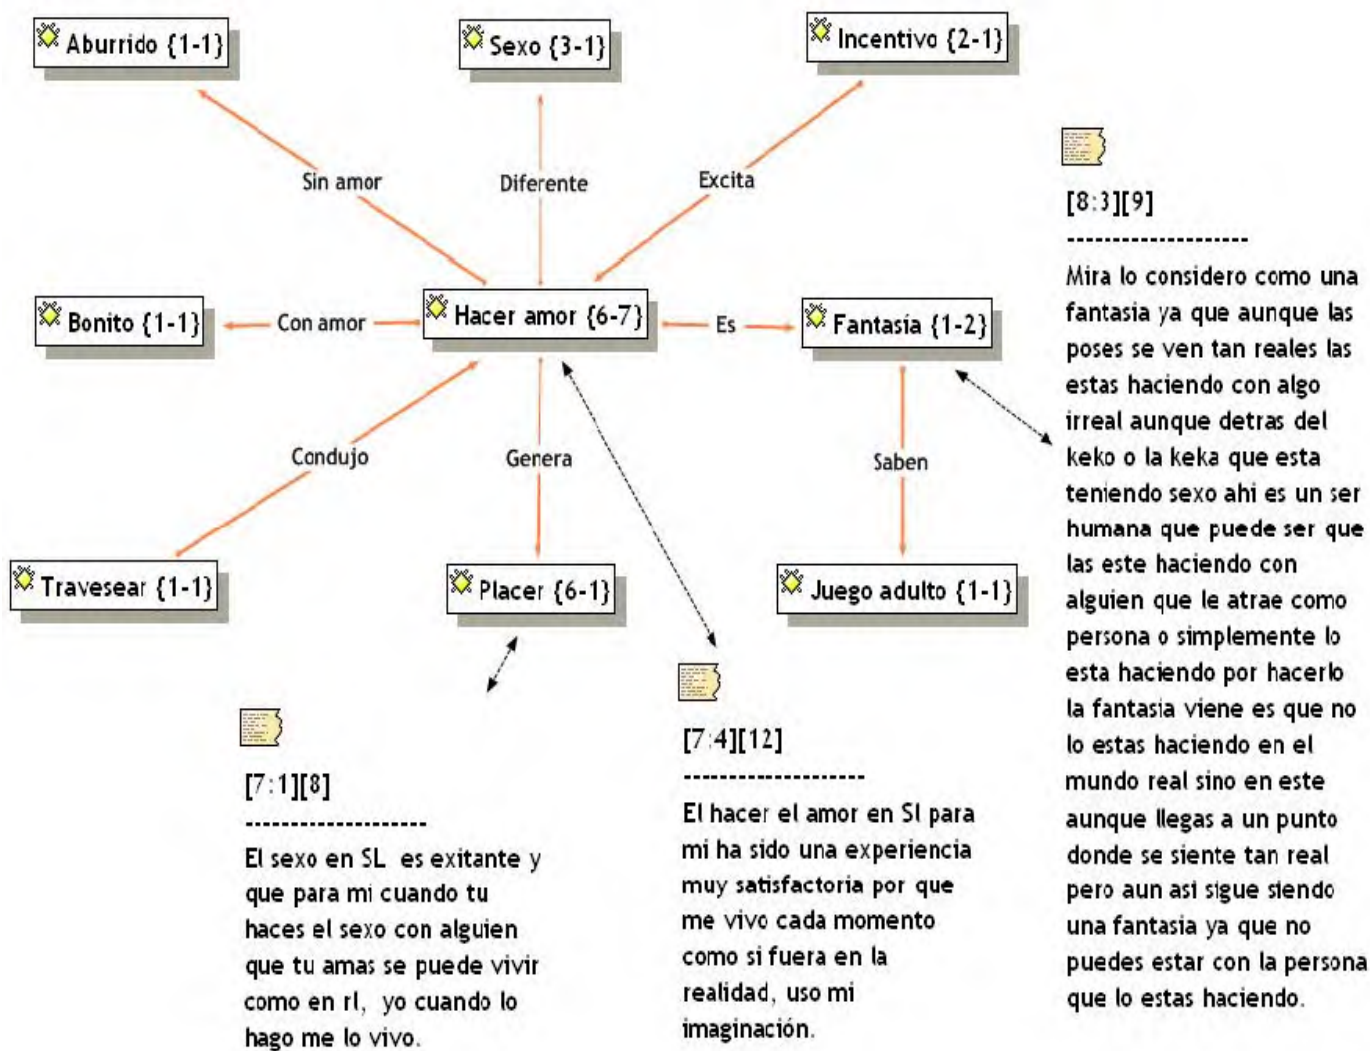 Aburrido {1-1}
Sexo {3-1}
Incentivo {2-1}
Sin amor
Diferente
Excita
Bonito {1-1}
Con amor
Hacer amor {6-7}
Es
Fantasía {1-2}
Condujo
Genera
Saben
Travesear {1-1}
Placer {6-1}
Juego adulto {1-1}
[7:1][8]
--------------------
El sexo en SL es exitante y
que para mi cuando tu
haces el sexo con alguien
que tu amas se puede vivir
como en rl, yo cuando lo
hago me lo vivo.
[7:4][12]
--------------------
El hacer el amor en Sl para
mi ha sido una experiencia
muy satisfactoria por que
me vivo cada momento
como si fuera en la
realidad, uso mi
imaginación.
[8:3][9]
--------------------
Mira lo considero como una
fantasia ya que aunque las
poses se ven tan reales las
estas haciendo con algo
irreal aunque detras del
keko o la keka que esta
teniendo sexo ahi es un ser
humana que puede ser que
las este haciendo con
alguien que le atrae como
persona o simplemente lo
esta haciendo por hacerlo
la fantasia viene es que no
lo estas haciendo en el
mundo real sino en este
aunque llegas a un punto
donde se siente tan real
pero aun asi sigue siendo
una fantasia ya que no
puedes estar con la persona
que lo estas haciendo.